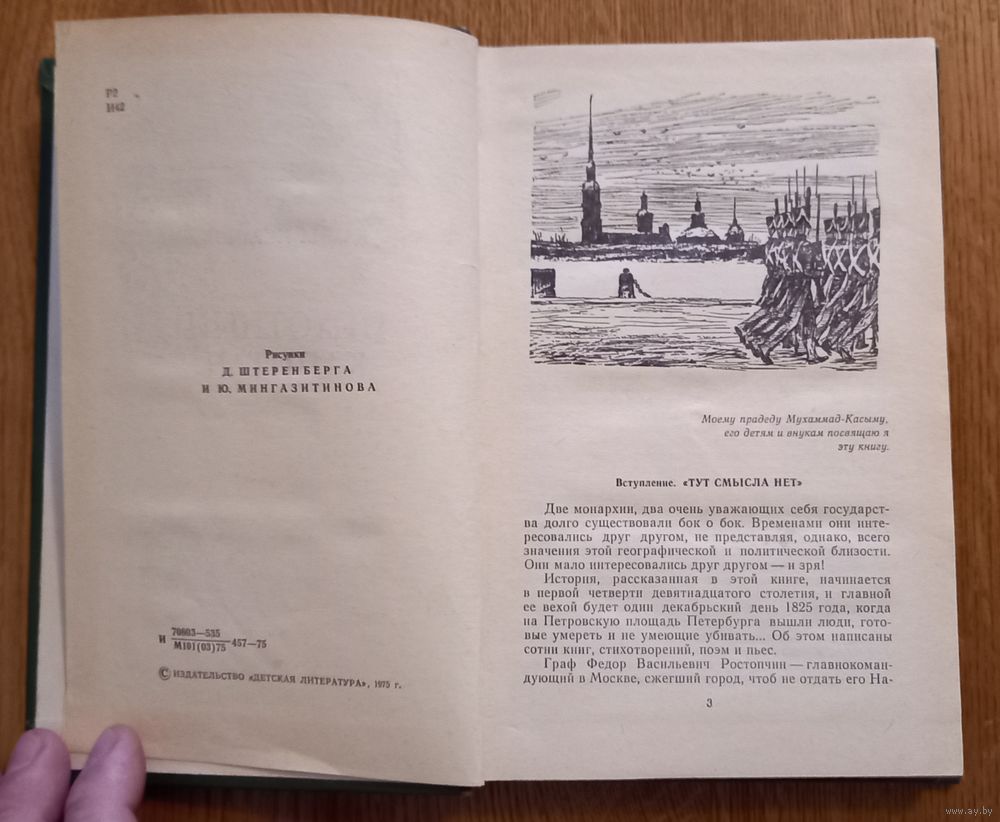 Р2
И42
Рисунки
Д. ШТЕРЕНБЕРГА
И Ю. МИНГАЗИТИНОВА
И 70803—535
М101(03)75 457—75
© ИЗДАТЕЛЬСТВО «ДЕТСКАЯ ЛИТЕРАТУРА», 1975 г.
Моему прадеду Мухаммад-Касыму,
его детям и внукам посвящаю я
эту книгу.
Вступление. «ТУТ СМЫСЛА НЕТ»
Две монархии, два очень уважающих себя государст-
ва долго существовали бок о бок. Временами они инте-
ресовались друг другом, не представляя, однако, всего
значения этой географической и политической близости.
Они мало интересовались друг другом — и зря!
История, рассказанная в этой книге, начинается
в первой четверти девятнадцатого столетия, и главной
ее вехой будет один декабрьский день 1825 года, когда
на Петровскую площадь Петербурга вышли люди, гото-
вые умереть и не умеющие убивать... Об этом написаны
сотни книг, стихотворений, поэм и пьес.
Граф Федор Васильевич Ростопчин — главнокоман-
дующий в Москве, сжегший город, чтоб не отдать его На-
3
www.ay.by